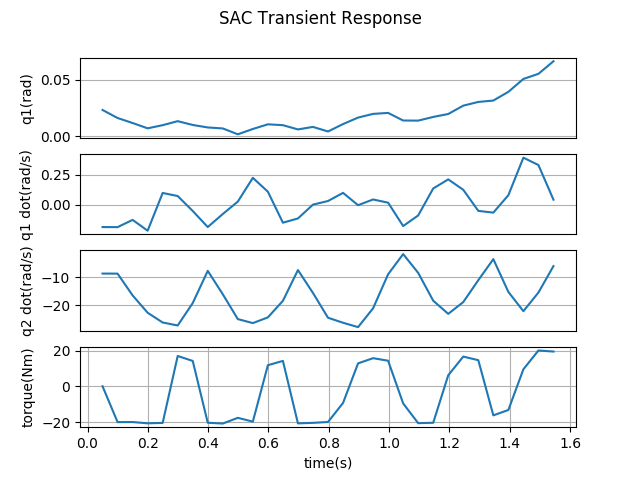 SAC Transient Response
q1(rad)
0.05
0.00
q1 dot(rad/s)
0.25
0.00
q2 dot(rad/s)
−10
−20
torque(Nm)
20
0
−20
0.0 0.2 0.4 0.6 0.8 1.0 1.2 1.4 1.6
time(s)